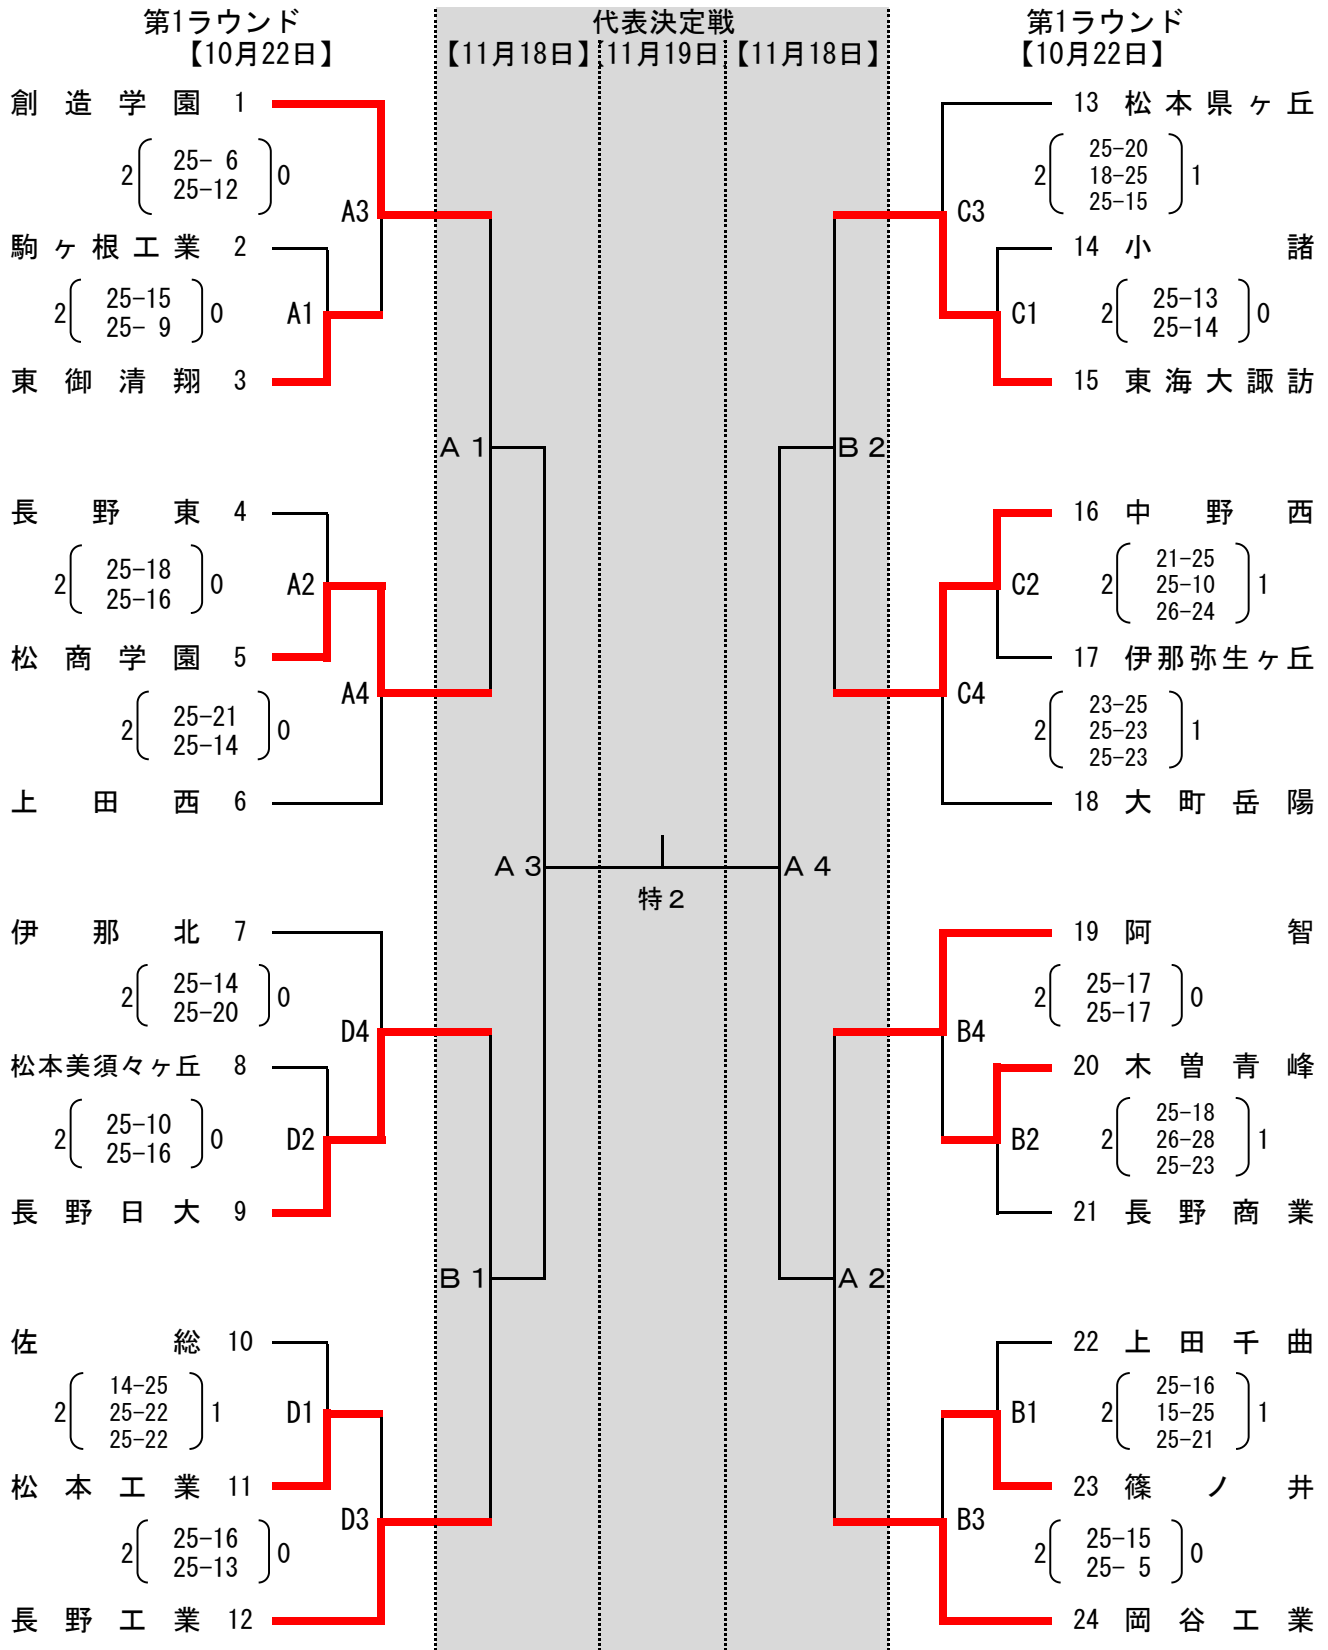 第1ラウンド 代表決定戦 第1ラウンド
【10月22日】 【11月18日】 11月19日 【11月18日】 【10月22日】
創造学園 1
2 25- 6 0
25-12
A3
駒ヶ根工業 2
2 25-15 0
25- 9
A1
東御清翔 3
A1
長野東 4
2 25-18 0
25-16
A2
松商学園 5
2 25-21 0
25-14
A4
上田西 6
A3
特2
A4
伊那北 7
2 25-14 0
25-20
D4
松本美須々ヶ丘 8
2 25-10 0
25-16
D2
長野日大 9
B1
佐総 10
2 14-25 1
25-22
25-22
D1
松本工業 11
2 25-16 0
25-13
D3
長野工業 12
13 松本県ヶ丘
2 25-20 1
18-25
25-15
C3
14 小諸
2 25-13 0
25-14
C1
15 東海大諏訪
B2
16 中野西
2 21-25 1
25-10
26-24
C2
17 伊那弥生ヶ丘
2 23-25 1
25-23
25-23
C4
18 大町岳陽
19 阿智
2 25-17 0
25-17
B4
20 木曽青峰
2 25-18 1
26-28
25-23
B2
21 長野商業
A2
22 上田千曲
2 25-16 1
15-25
25-21
B1
23 篠ノ井
2 25-15 0
25- 5
B3
24 岡谷工業